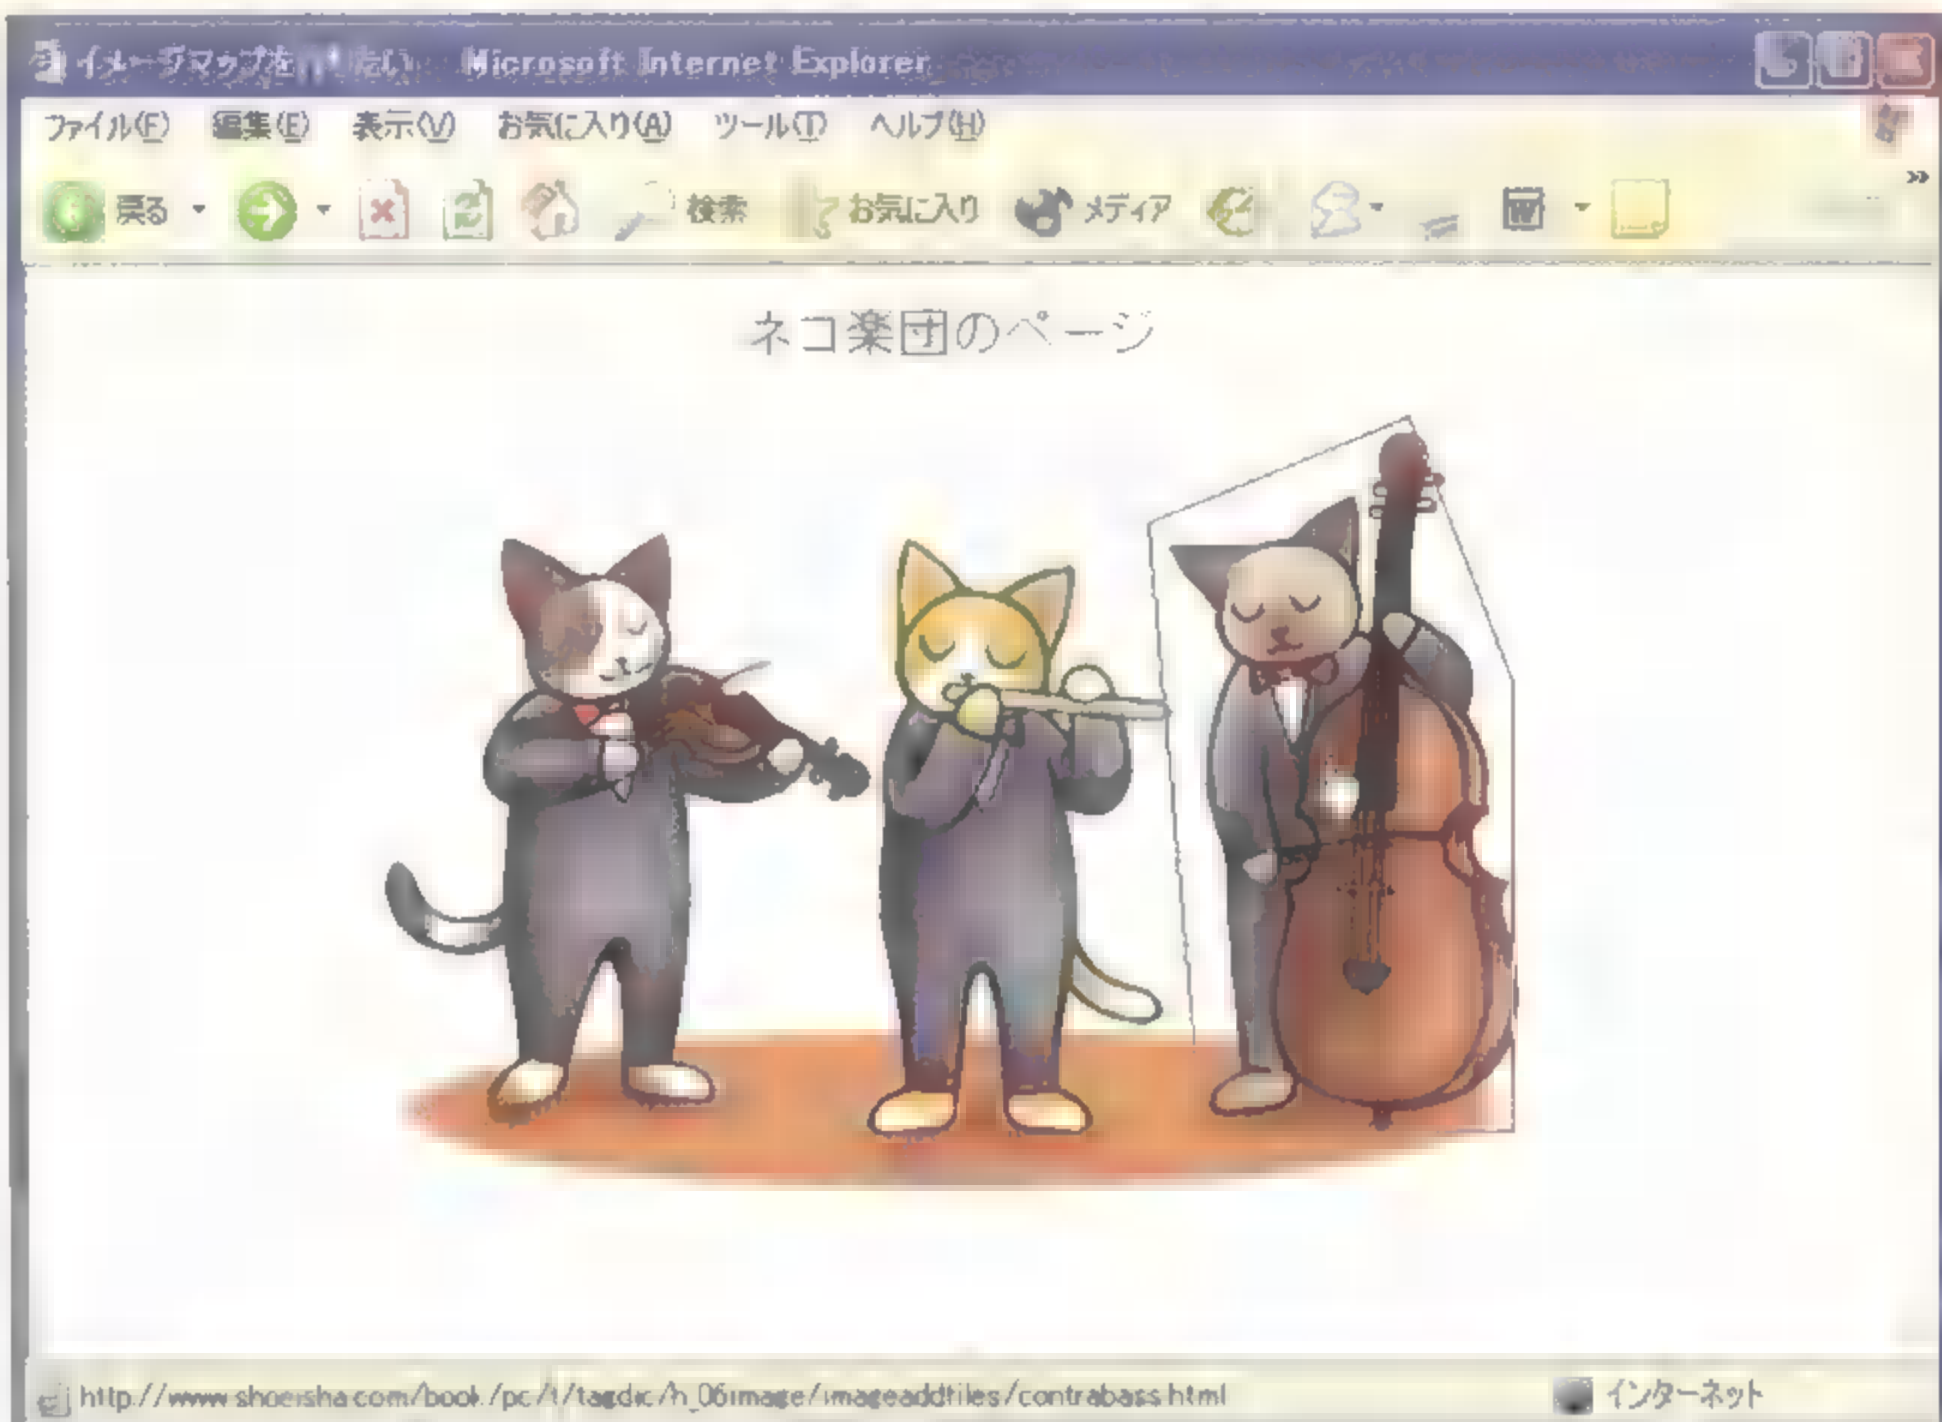 イメージマップを たい Microsoft Internet Explorer
ファイル(F) 編集(E) 表示(V) お気に入り(A) ツール(T) ヘルプ(H)
戻る 検索 お気に入り メディア »
ネコ楽団のページ
http://www.shoeisha.com/book/pc/t/tagdic/h_06image/imageaddfiles/contrabass.html インターネット